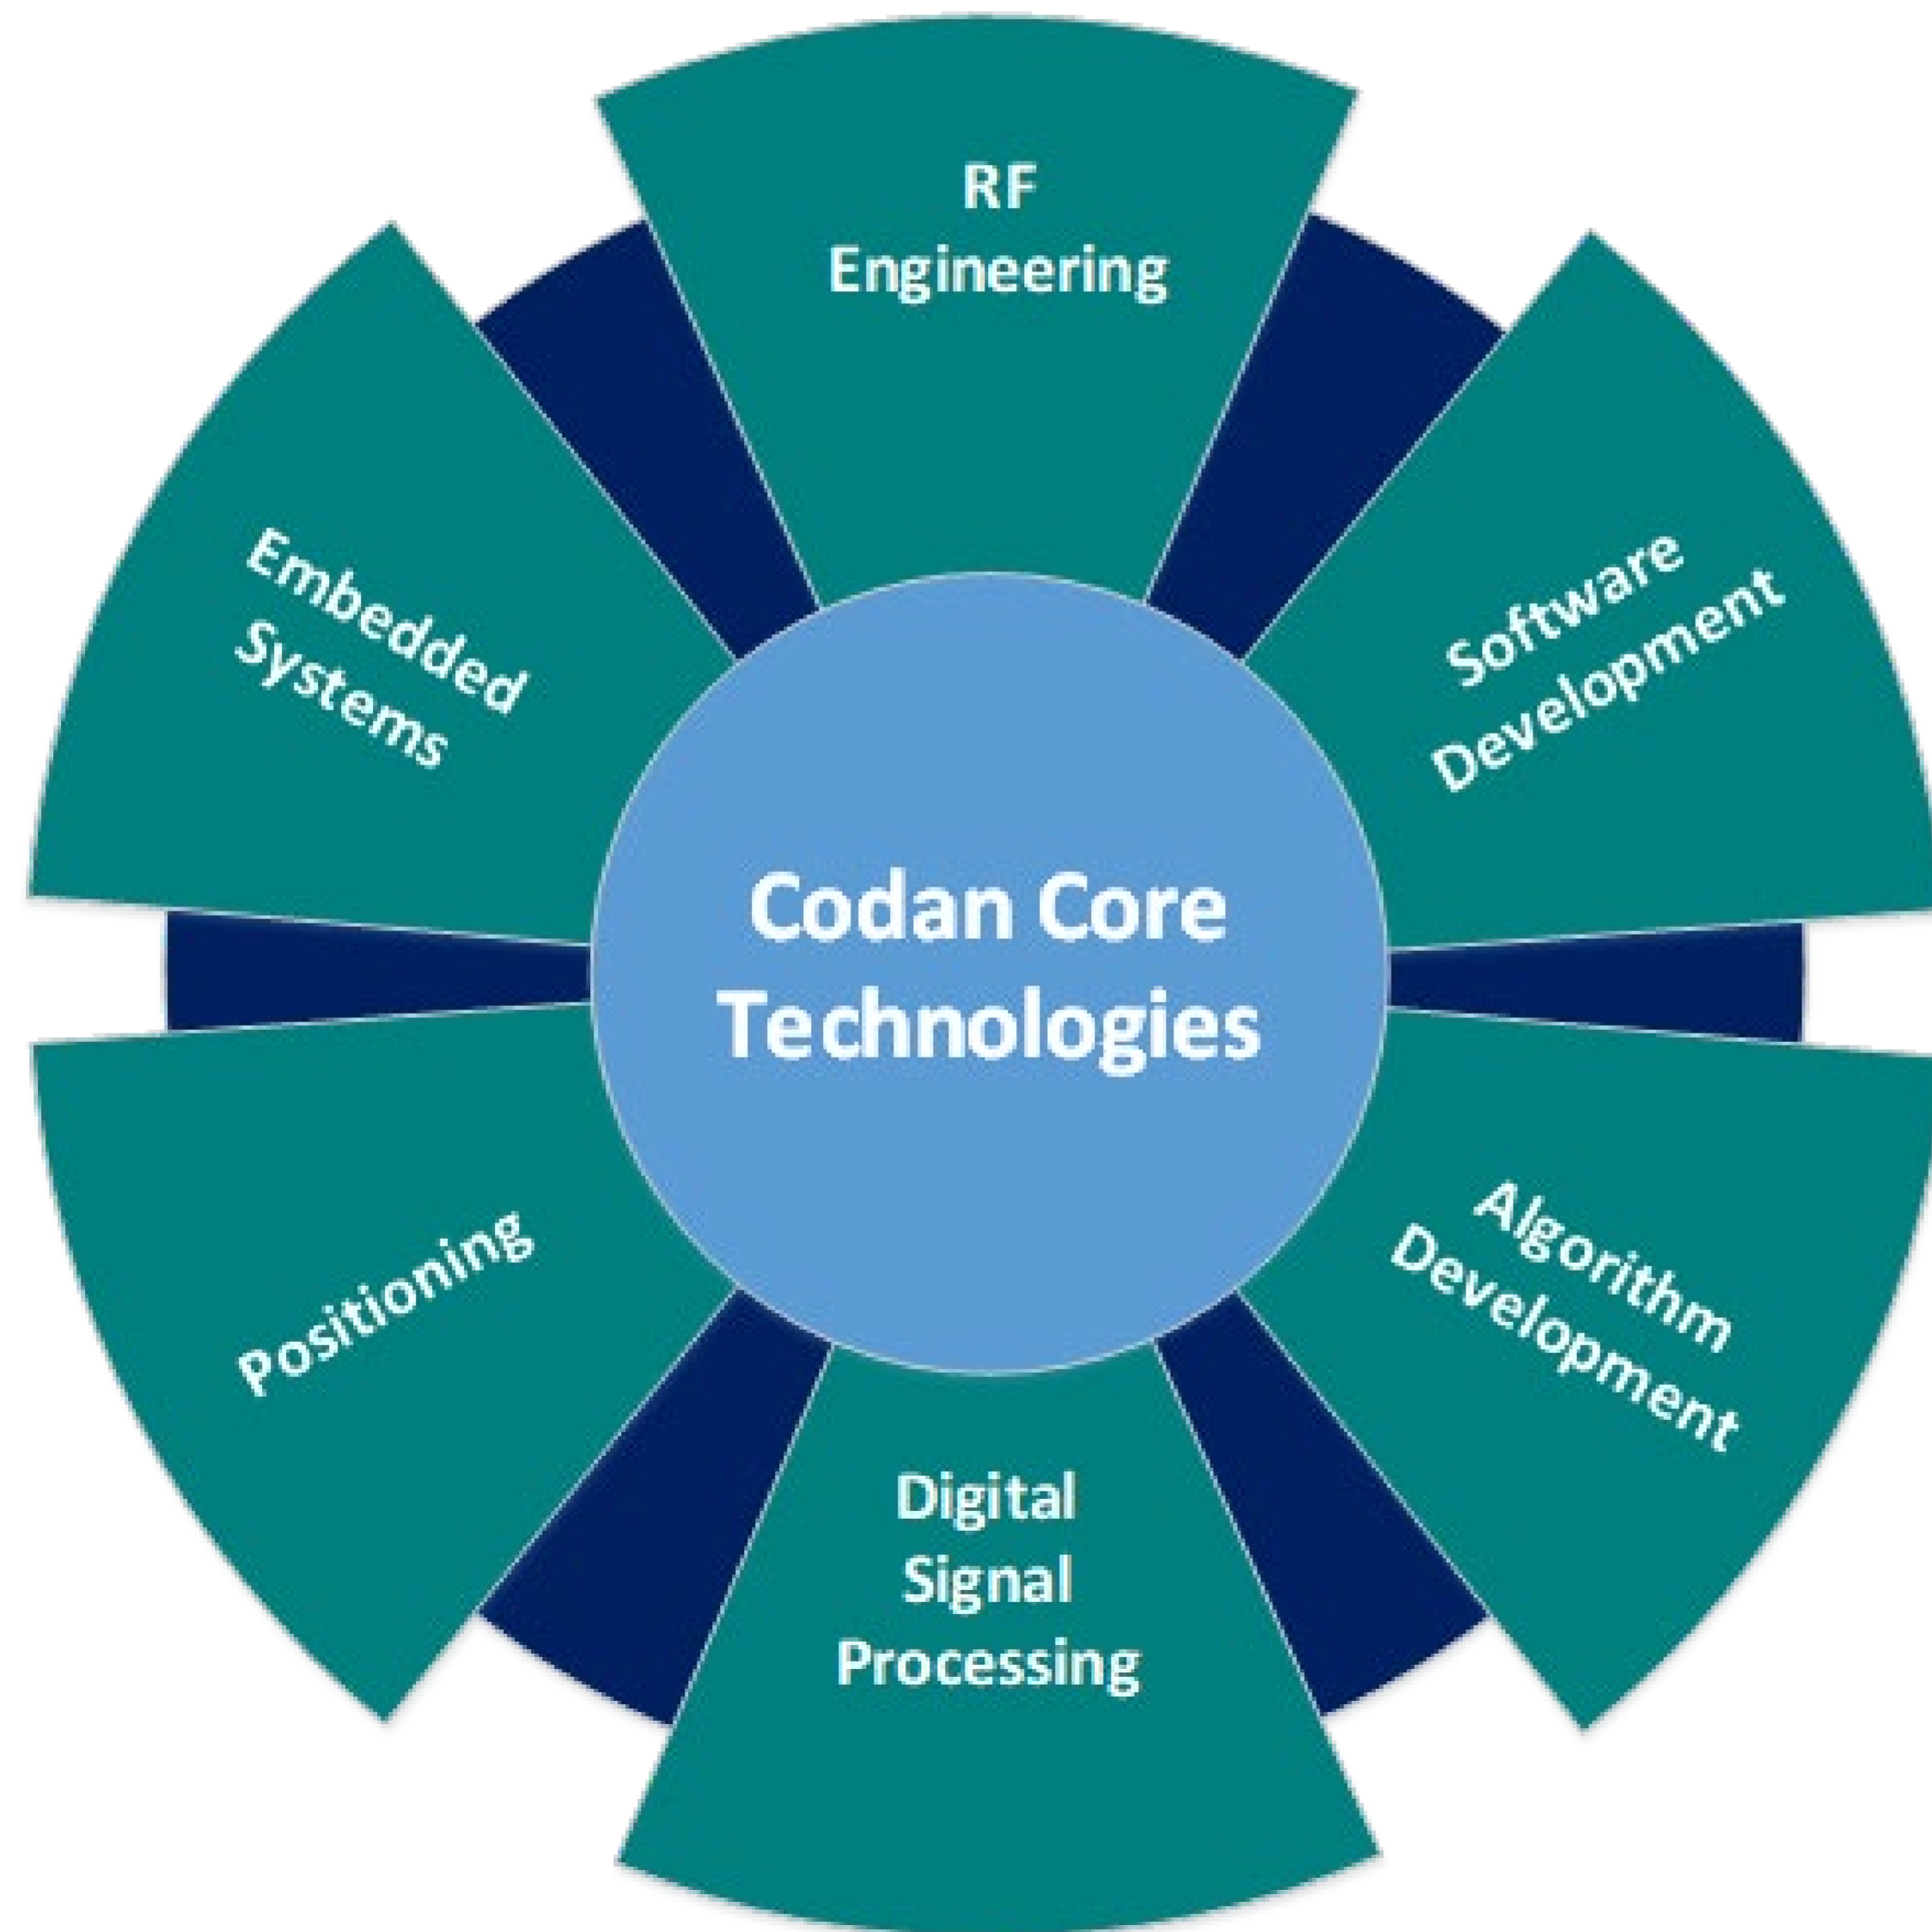 RF
Engineering
Software
Development
Algorithm
Development
Digital
Signal
Processing
Positioning
Embedded
Systems
Codan Core
Technologies